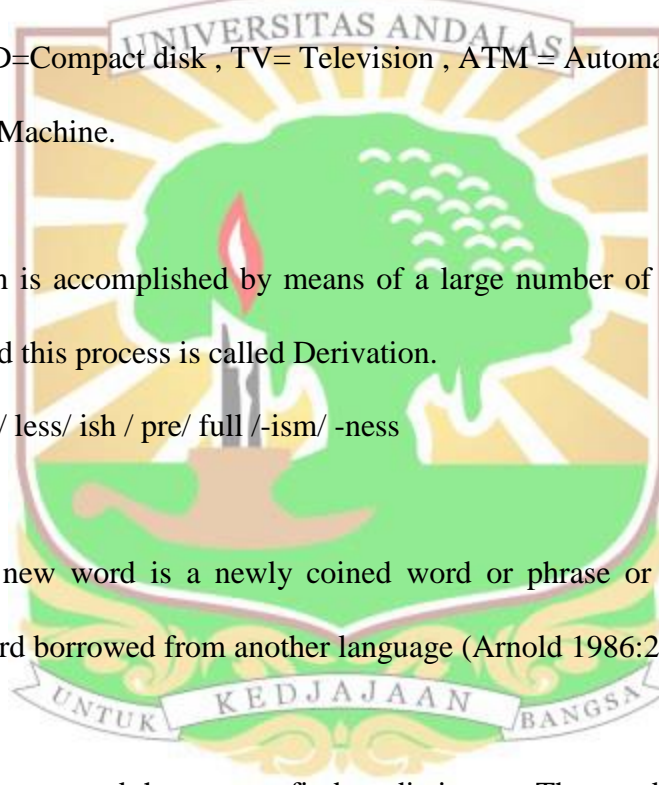 UNIVERSITAS ANDALAS
D=Compact disk , TV= Television , ATM = Automa
Machine.
n is accomplished by means of a large number of
d this process is called Derivation.
/ less/ ish / pre/ full /-ism/ -ness
new word is a newly coined word or phrase or
rd borrowed from another language (Arnold 1986:2
UNTUK KEDJAJAAN BANGSA